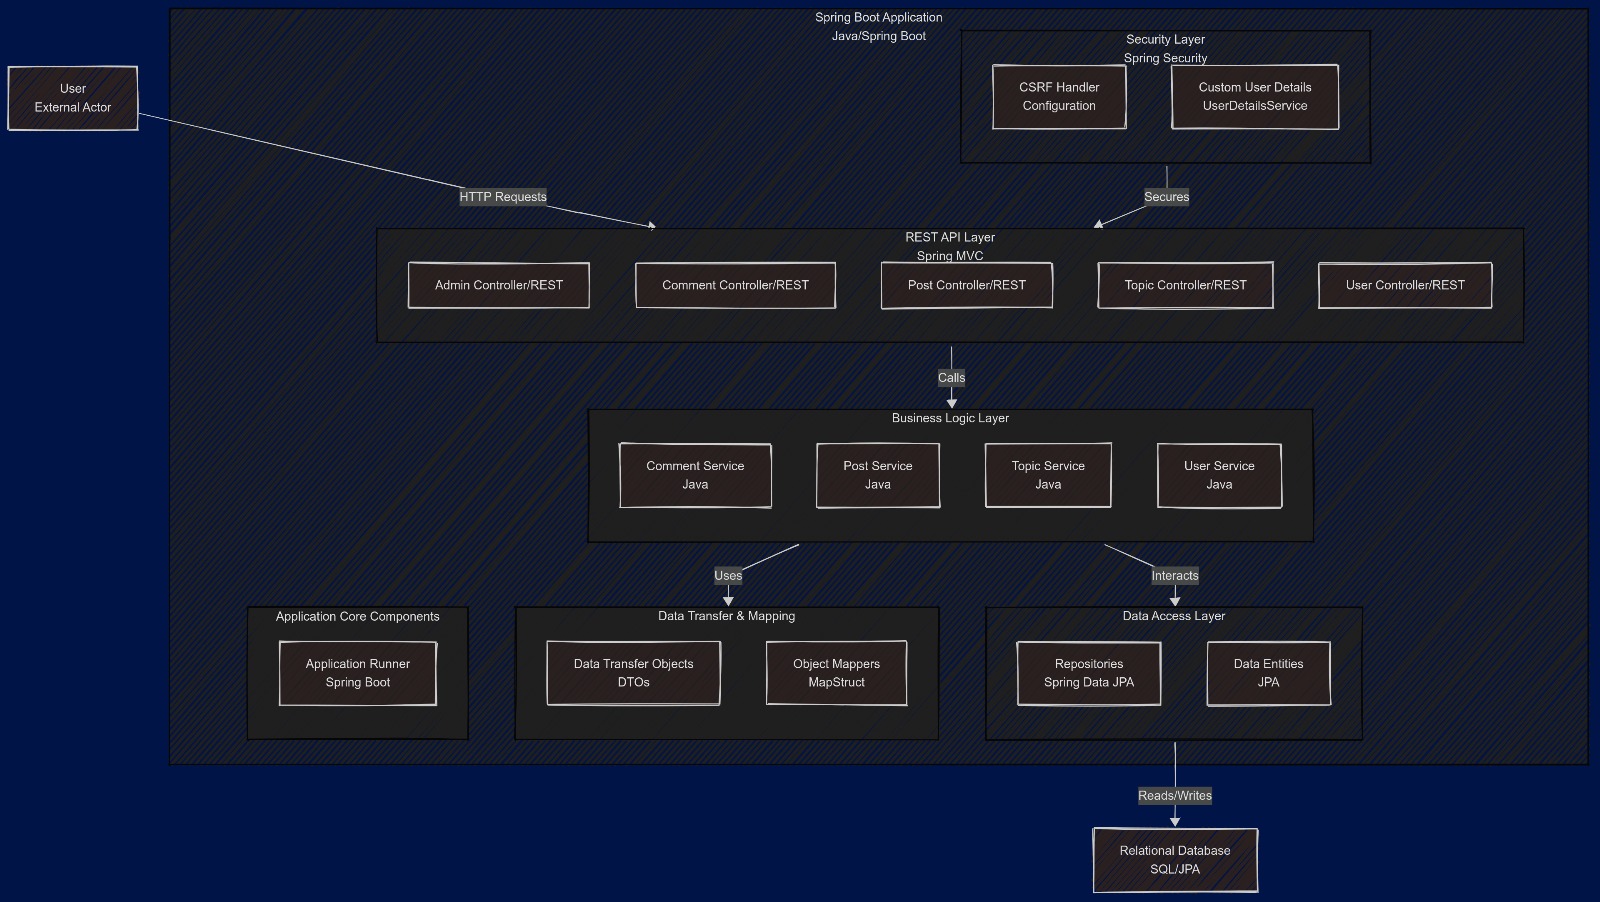 Spring Boot Application
Java/Spring Boot
Security Layer
Spring Security
User
External Actor
CSRF Handler
Configuration
Custom User Details
UserDetailsService
HTTP Requests
Secures
REST API Layer
Spring MVC
Admin Controller/REST
Comment Controller/REST
Post Controller/REST
Topic Controller/REST
User Controller/REST
Calls
Business Logic Layer
Comment Service
Java
Post Service
Java
Topic Service
Java
User Service
Java
Uses
Interacts
Application Core Components
Application Runner
Spring Boot
Data Transfer & Mapping
Data Transfer Objects
DTOs
Object Mappers
MapStruct
Data Access Layer
Repositories
Spring Data JPA
Data Entities
JPA
Reads/Writes
Relational Database
SQL/JPA